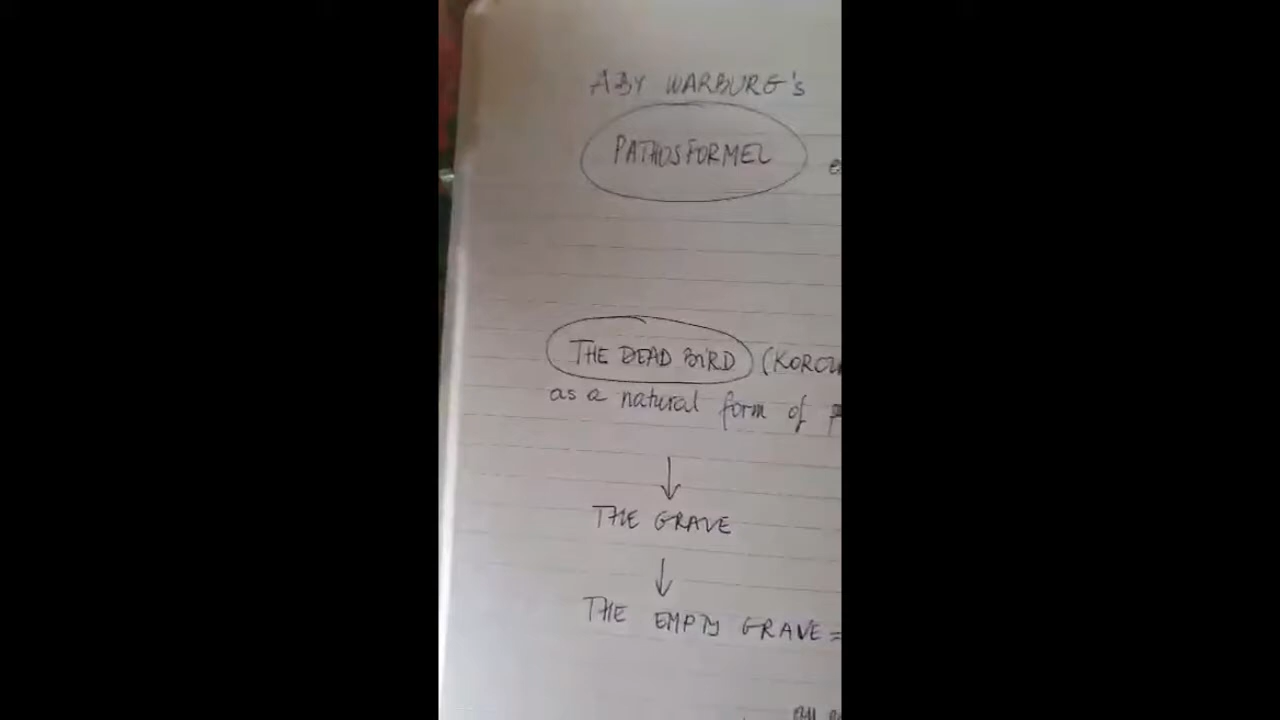 ABY WARBURG's
PATHOSFORMEL
THE DEAD BIRD
as a natural form of
↓
THE GRAVE
↓
THE EMPTY GRAVE =